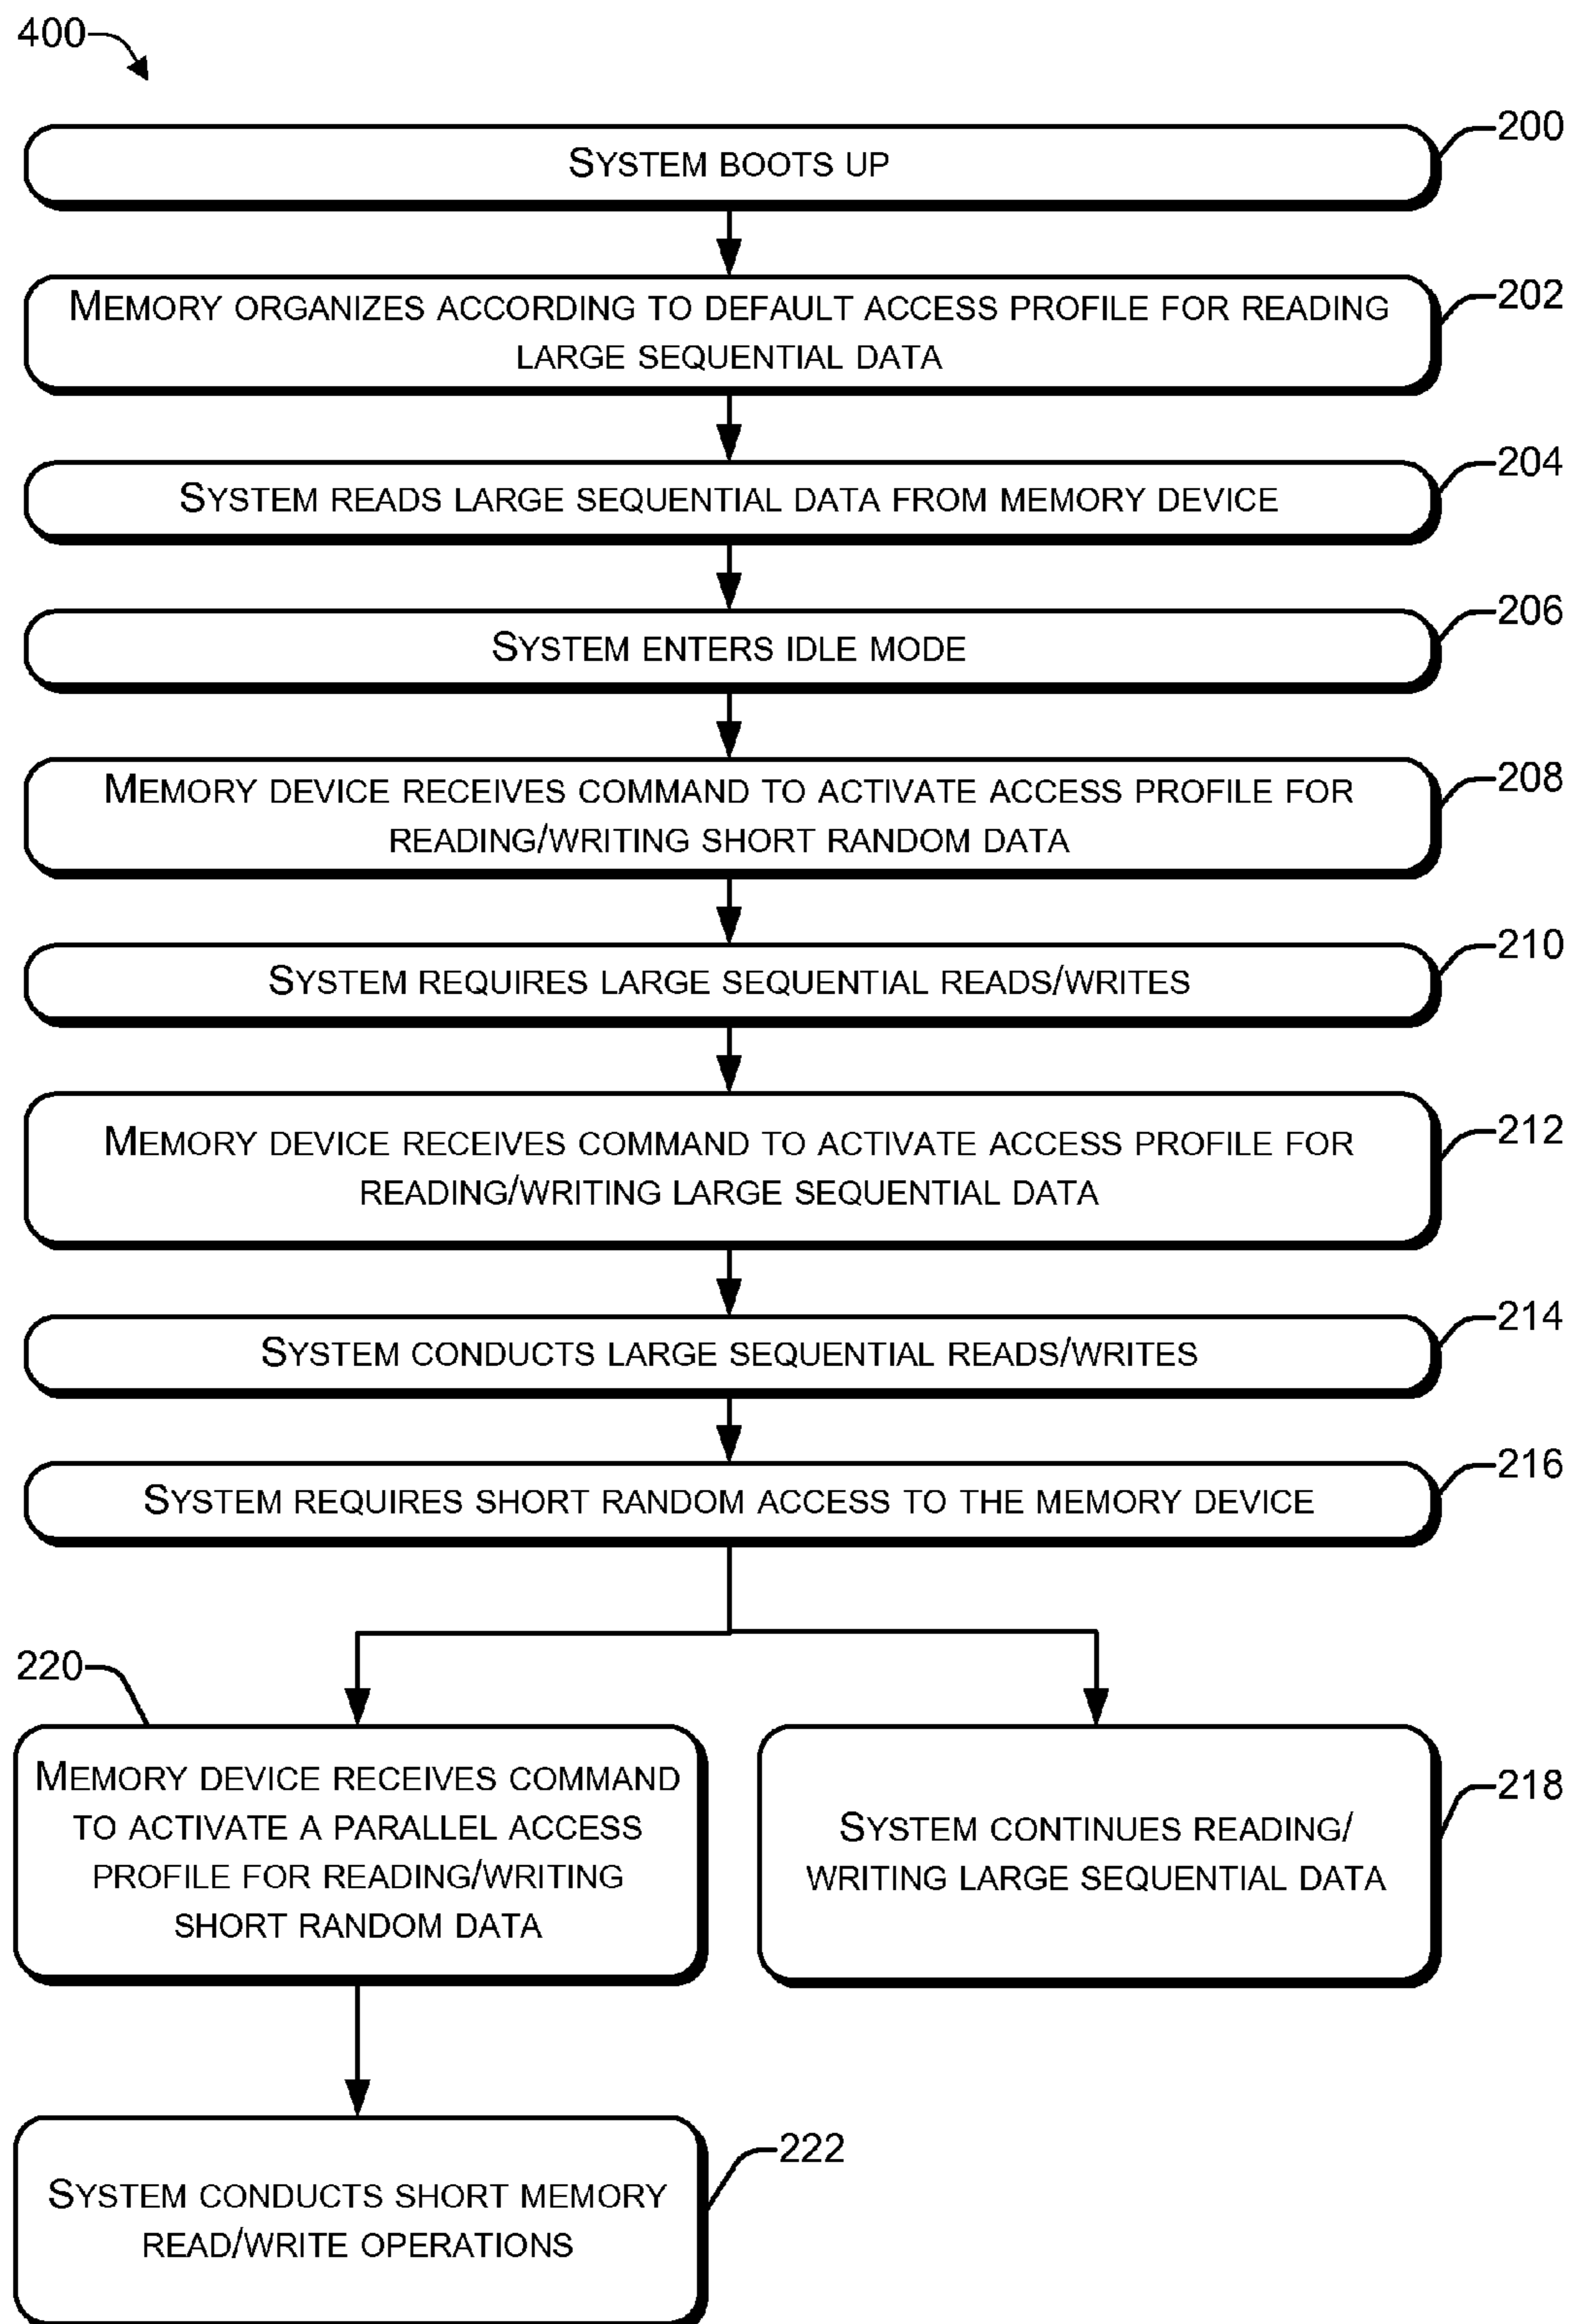 400
200
SYSTEM BOOTS UP
202
MEMORY ORGANIZES ACCORDING TO DEFAULT ACCESS PROFILE FOR READING
LARGE SEQUENTIAL DATA
204
SYSTEM READS LARGE SEQUENTIAL DATA FROM MEMORY DEVICE
206
SYSTEM ENTERS IDLE MODE
208
MEMORY DEVICE RECEIVES COMMAND TO ACTIVATE ACCESS PROFILE FOR
READING/WRITING SHORT RANDOM DATA
210
SYSTEM REQUIRES LARGE SEQUENTIAL READS/WRITES
212
MEMORY DEVICE RECEIVES COMMAND TO ACTIVATE ACCESS PROFILE FOR
READING/WRITING LARGE SEQUENTIAL DATA
214
SYSTEM CONDUCTS LARGE SEQUENTIAL READS/WRITES
216
SYSTEM REQUIRES SHORT RANDOM ACCESS TO THE MEMORY DEVICE
220
MEMORY DEVICE RECEIVES COMMAND
TO ACTIVATE A PARALLEL ACCESS
PROFILE FOR READING/WRITING
SHORT RANDOM DATA
218
SYSTEM CONTINUES READING/
WRITING LARGE SEQUENTIAL DATA
222
SYSTEM CONDUCTS SHORT MEMORY
READ/WRITE OPERATIONS